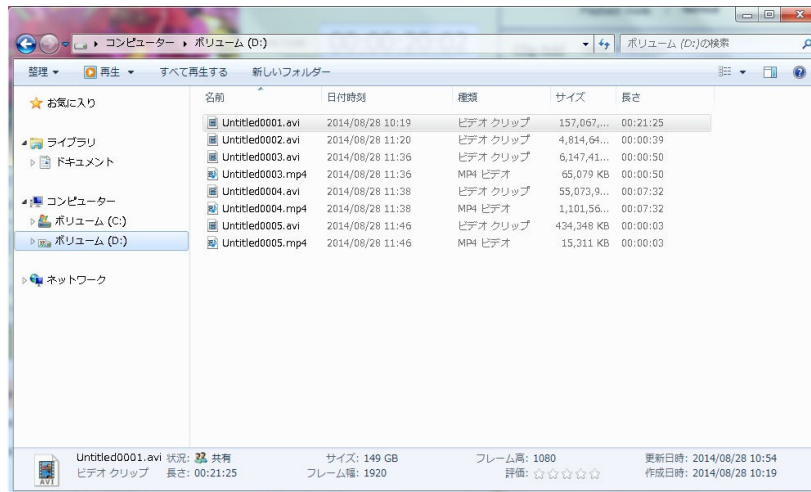 コンピューター ▸ ボリューム (D:)
ボリューム (D:)の検索
整理 再生 すべて再生する 新しいフォルダー
お気に入り
ライブラリ
ドキュメント
コンピューター
ボリューム (C:)
ボリューム (D:)
ネットワーク
名前 日付時刻 種類 サイズ 長さ
Untitled0001.avi 2014/08/28 10:19 ビデオ クリップ 157,067,... 00:21:25
Untitled0002.avi 2014/08/28 11:20 ビデオ クリップ 4,814,64... 00:00:39
Untitled0003.avi 2014/08/28 11:36 ビデオ クリップ 6,147,41... 00:00:50
Untitled0003.mp4 2014/08/28 11:36 MP4 ビデオ 65,079 KB 00:00:50
Untitled0004.avi 2014/08/28 11:38 ビデオ クリップ 55,073,9... 00:07:32
Untitled0004.mp4 2014/08/28 11:38 MP4 ビデオ 1,101,56... 00:07:32
Untitled0005.avi 2014/08/28 11:46 ビデオ クリップ 434,348 KB 00:00:03
Untitled0005.mp4 2014/08/28 11:46 MP4 ビデオ 15,311 KB 00:00:03
Untitled0001.avi 状況: 共有 サイズ: 149 GB フレーム高: 1080 更新日時: 2014/08/28 10:54
ビデオ クリップ 長さ: 00:21:25 フレーム幅: 1920 評価: ☆☆☆☆☆ 作成日時: 2014/08/28 10:19
AVI